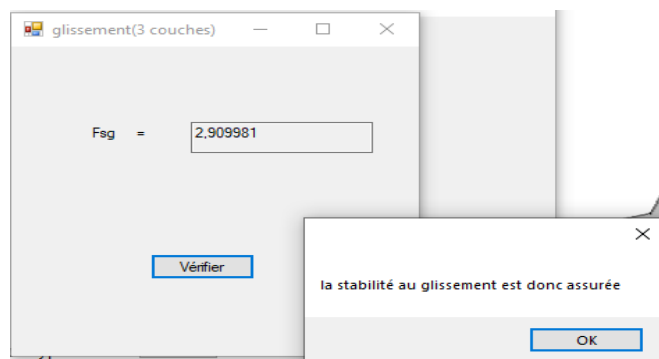 glissement(3 couches)
Fsg = 2,909981
Vérifier
la stabilité au glissement est donc assurée
OK